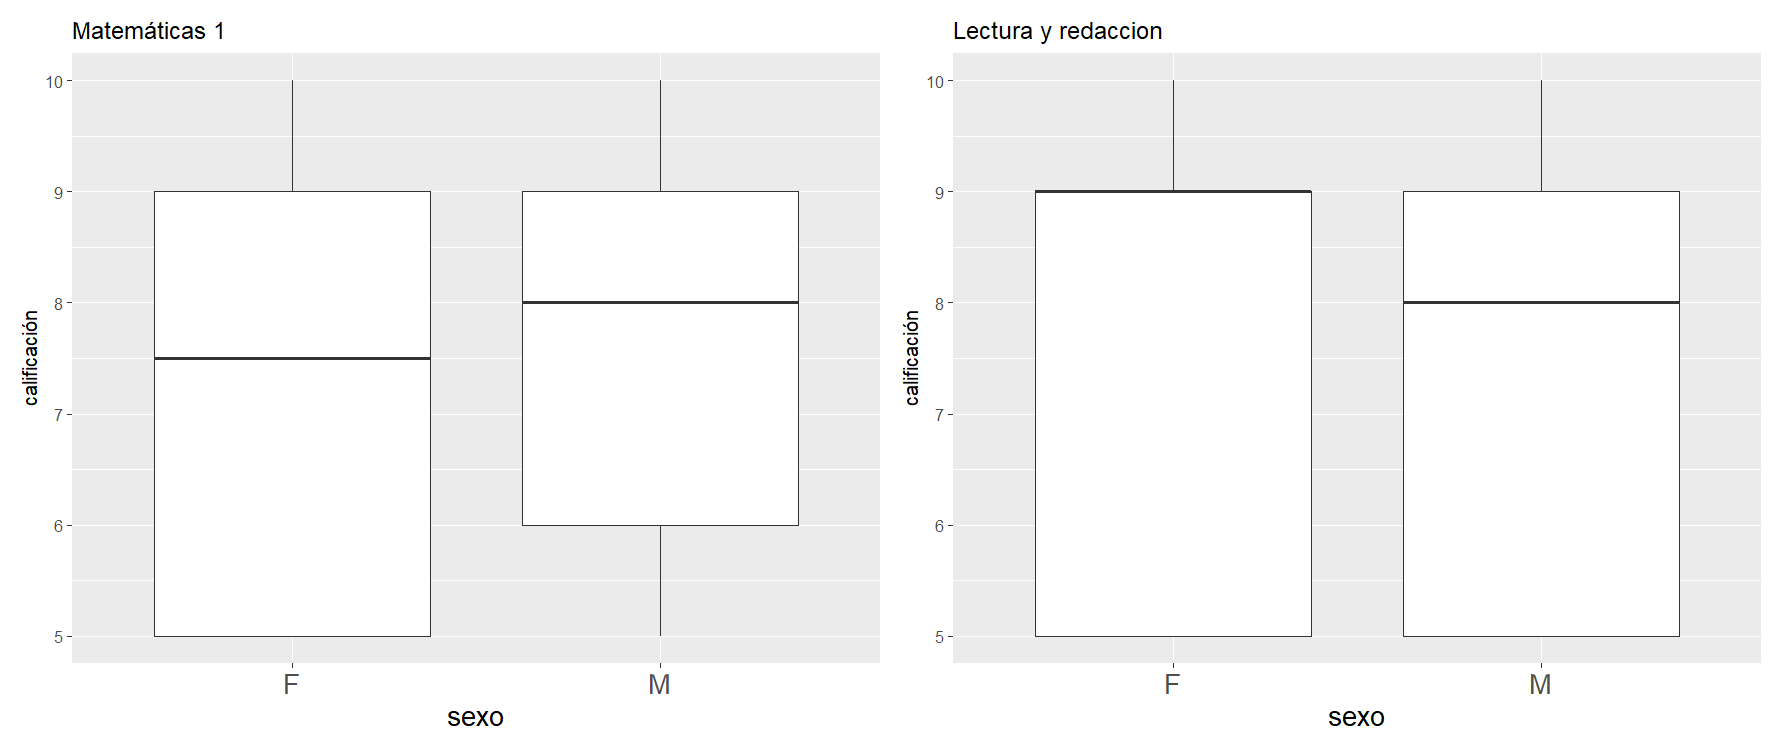 Matemáticas 1
calificación
10
9
8
7
6
5
F M
sexo
Lectura y redaccion
calificación
10
9
8
7
6
5
F M
sexo